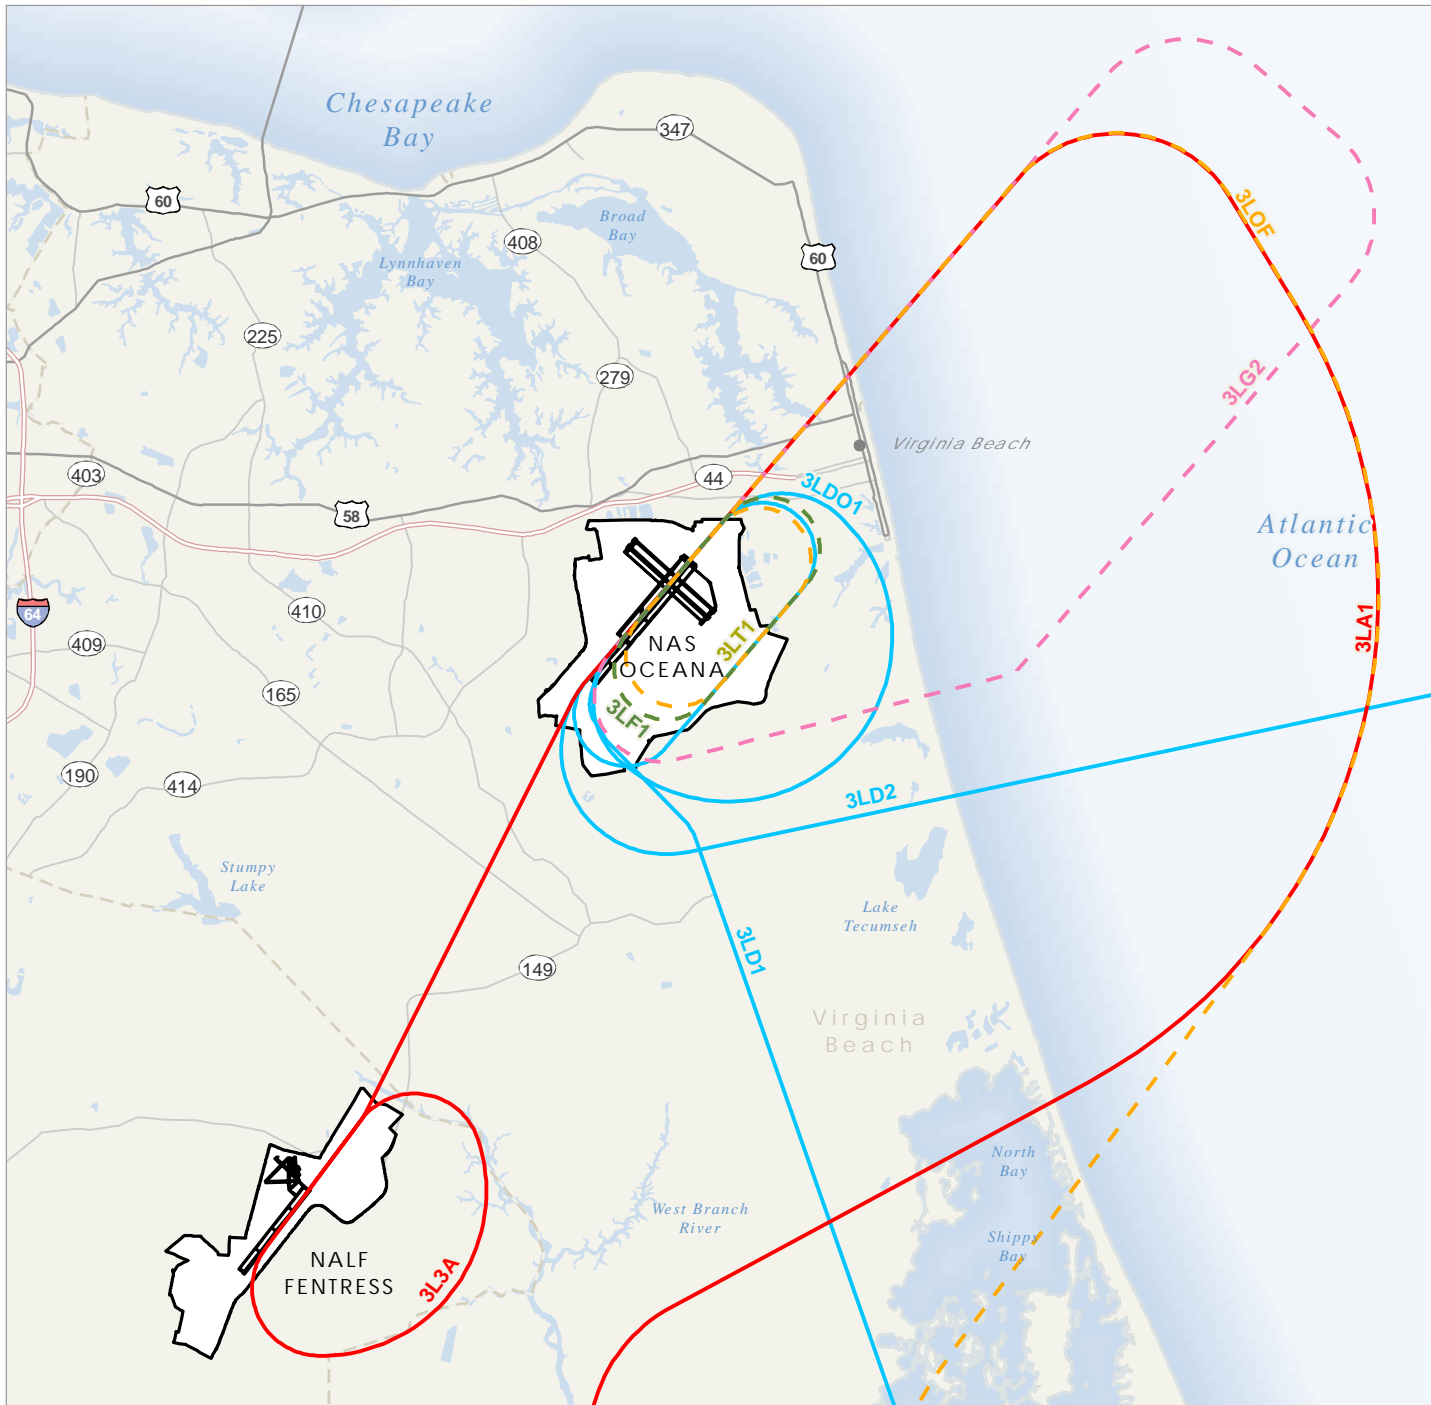 Chesapeake
Bay
347
60
Broad
Bay
408
3LOF
60
Lynnhaven
Bay
225
279
3LG2
Virginia Beach
403
44
3LDO1
58
Atlantic
Ocean
64
410
409
NAS
OCEANA
3LT1
3LA1
165
3LF1
190
414
3LD2
Stumpy
Lake
Lake
Tecumseh
3LD1
149
Virginia
Beach
North
Bay
West Branch
River
Shipps
Bay
NALF
FENTRESS
3L3A